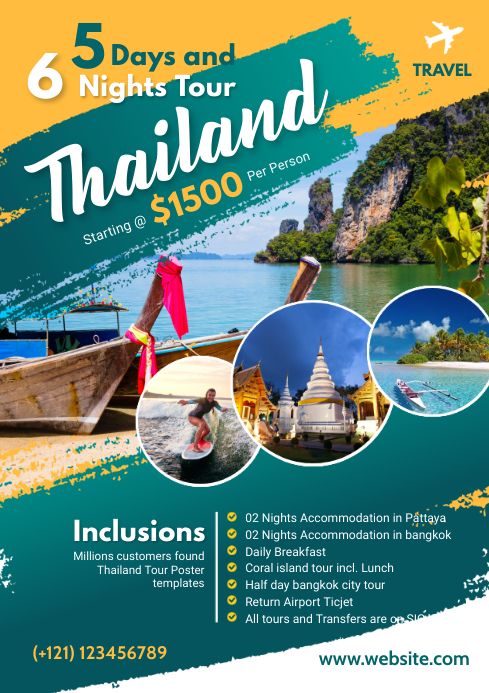 5 Days and
6 Nights Tour
TRAVEL
Thailand
Starting @ $1500 Per Person
Inclusions
Millions customers found
Thailand Tour Poster
templates
02 Nights Accommodation in Pattaya
02 Nights Accommodation in bangkok
Daily Breakfast
Coral island tour incl. Lunch
Half day bangkok city tour
Return Airport Ticjet
All tours and Transfers are on
(+121) 123456789
www.website.com